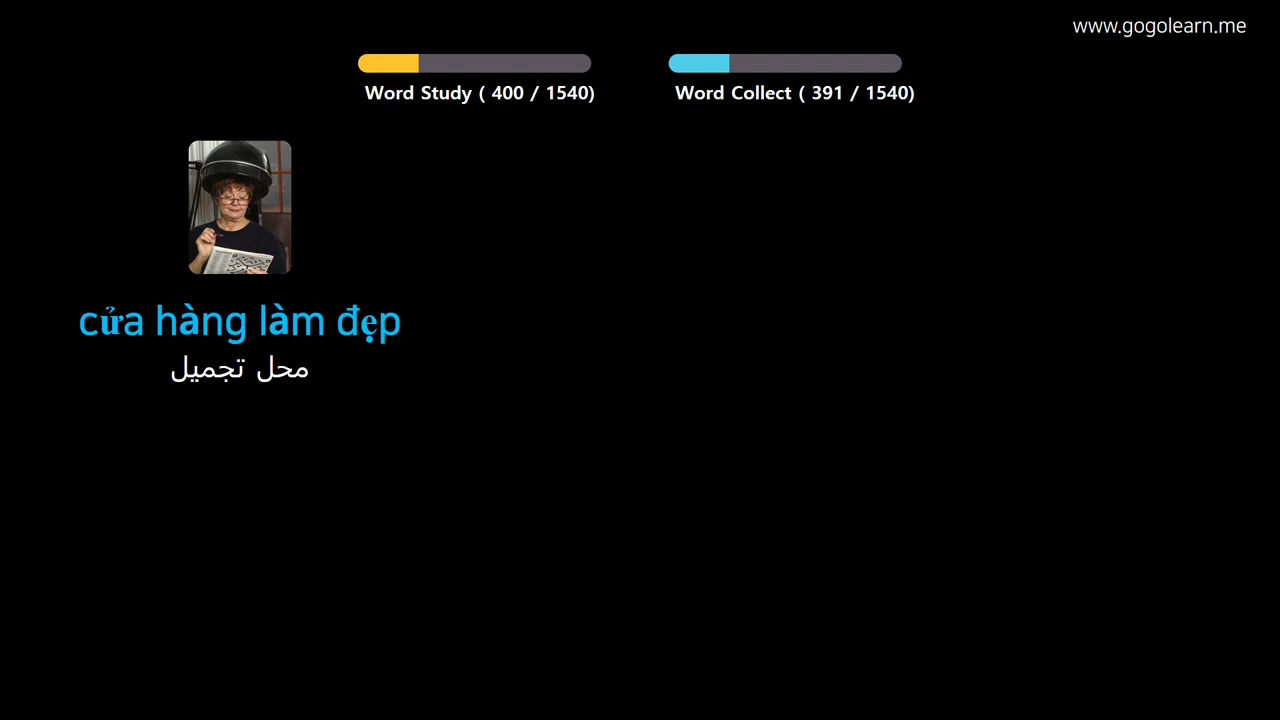 www.gogolearn.me
Word Study ( 400 / 1540)
Word Collect ( 391 / 1540)
cửa hàng làm đẹp
محل تجميل